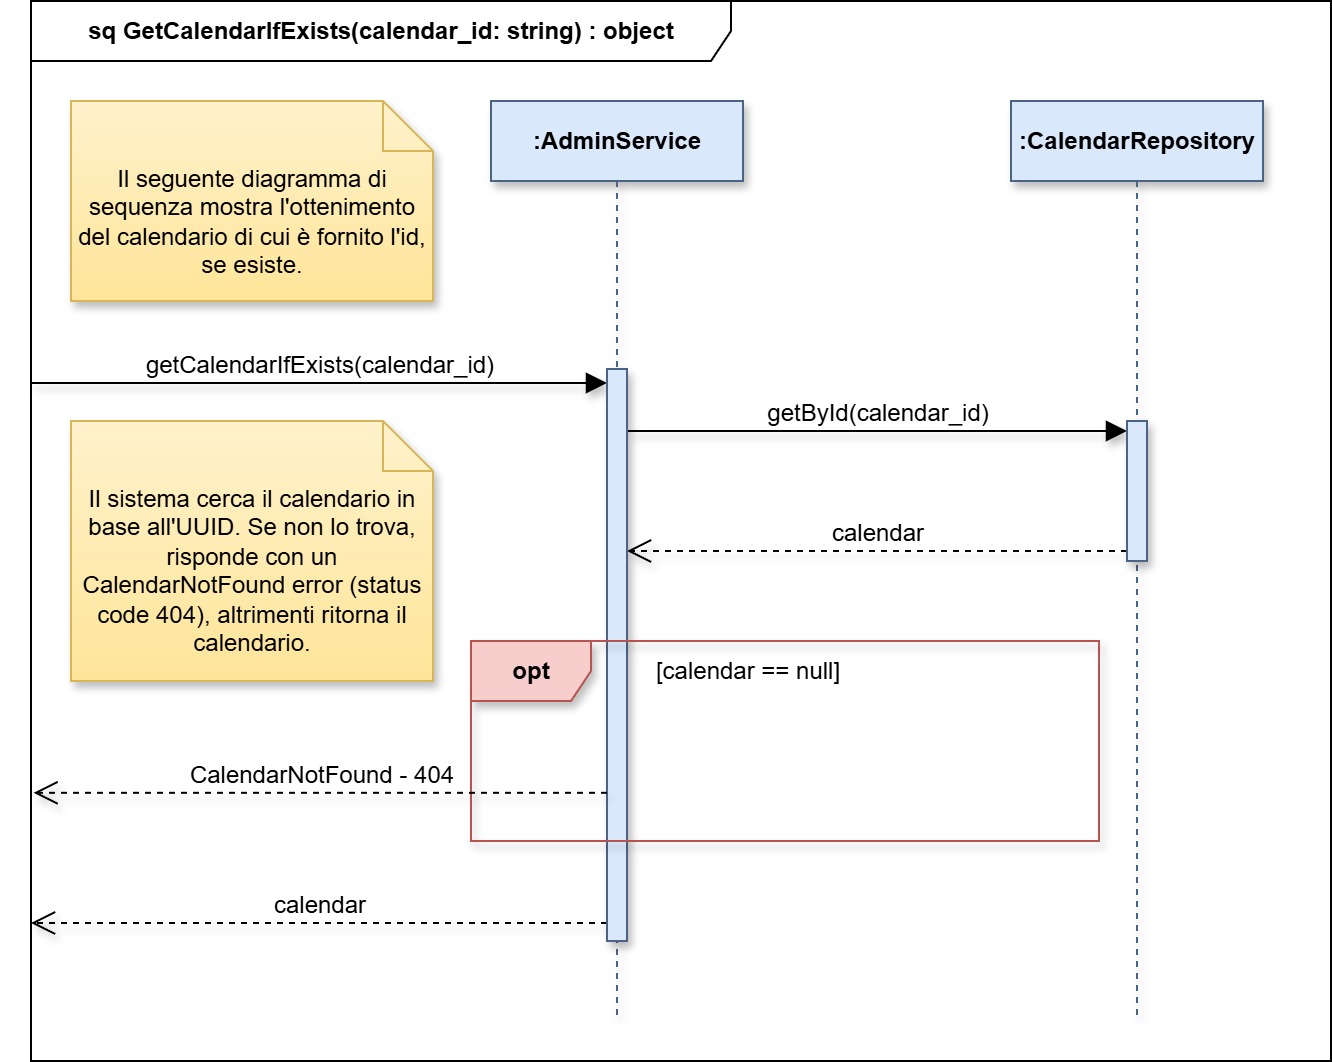 sq GetCalendarIfExists(calendar_id: string) : object
:AdminService
:CalendarRepository
Il seguente diagramma di
sequenza mostra l'ottenimento
del calendario di cui è fornito l'id,
se esiste.
getCalendarIfExists(calendar_id)
getById(calendar_id)
Il sistema cerca il calendario in
base all'UUID. Se non lo trova,
risponde con un
CalendarNotFound error (status
code 404), altrimenti ritorna il
calendario.
calendar
opt
[calendar == null]
CalendarNotFound - 404
calendar